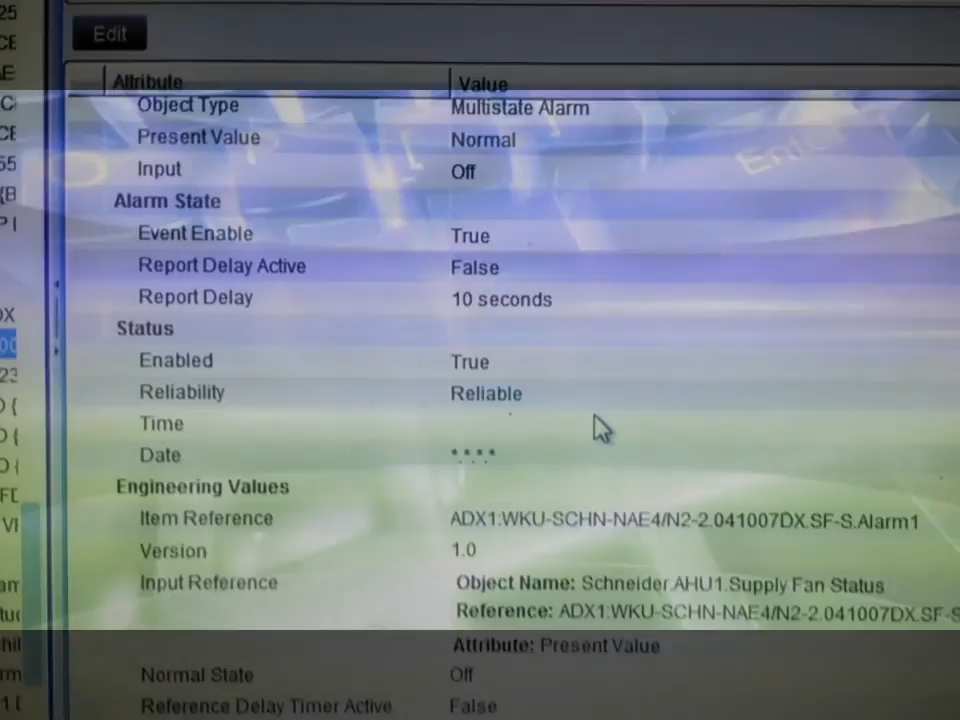 25
Edit
Attribute Value
Object Type Multistate Alarm
Present Value Normal
Input Off
Alarm State
Event Enable True
Report Delay Active False
Report Delay 10 seconds
Status
Enabled True
Reliability Reliable
Time
Date * * * *
Engineering Values
Item Reference ADX1:WKU-SCHN-NAE4/N2-2.041007DX.SF-S.Alarm1
Version 1.0
Input Reference Object Name: Schneider.AHU1.Supply Fan Status
Reference: ADX1:WKU-SCHN-NAE4/N2-2.041007DX.SF-S
Attribute: Present Value
Normal State Off
Reference Delay Timer Active False